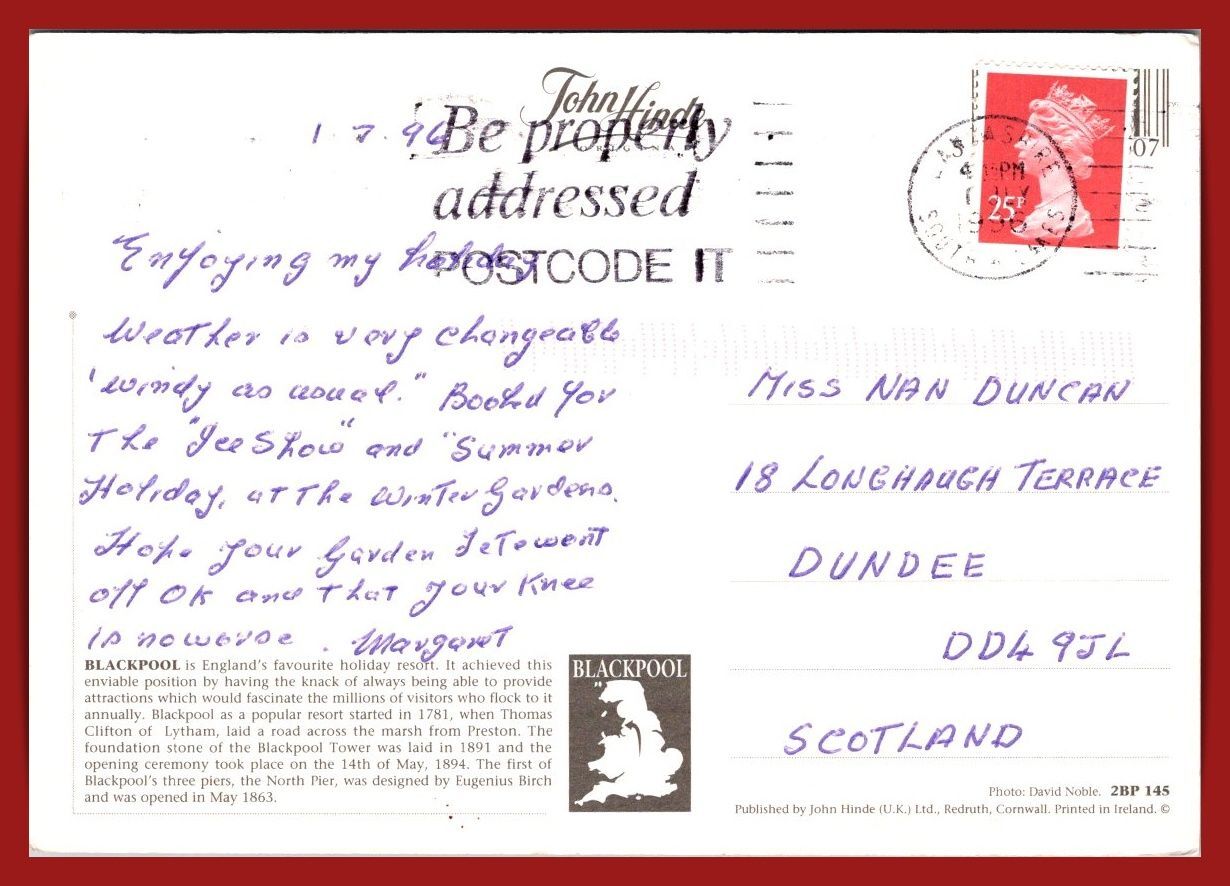 John Hinde
Be properly
addressed
POSTCODE IT
1 7 96
25P
LANCASHIRE
PM
1996
07
Enjoying my holiday
Weather is very changeable
'windy as usual." Booked for
The "Ice Show" and "Summer
Holiday, at The Winter Gardens.
Hope your Garden Fete went
off OK and that your Knee
is no worse. Margaret
MISS NAN DUNCAN
18 LONGHAUGH TERRACE
DUNDEE
DD4 9JL
SCOTLAND
BLACKPOOL is England's favourite holiday resort. It achieved this
enviable position by having the knack of always being able to provide
attractions which would fascinate the millions of visitors who flock to it
annually. Blackpool as a popular resort started in 1781, when Thomas
Clifton of Lytham, laid a road across the marsh from Preston. The
foundation stone of the Blackpool Tower was laid in 1891 and the
opening ceremony took place on the 14th of May, 1894. The first of
Blackpool's three piers, the North Pier, was designed by Eugenius Birch
and was opened in May 1863.
BLACKPOOL
Photo: David Noble. 2BP 145
Published by John Hinde (U.K.) Ltd., Redruth, Cornwall. Printed in Ireland. ©